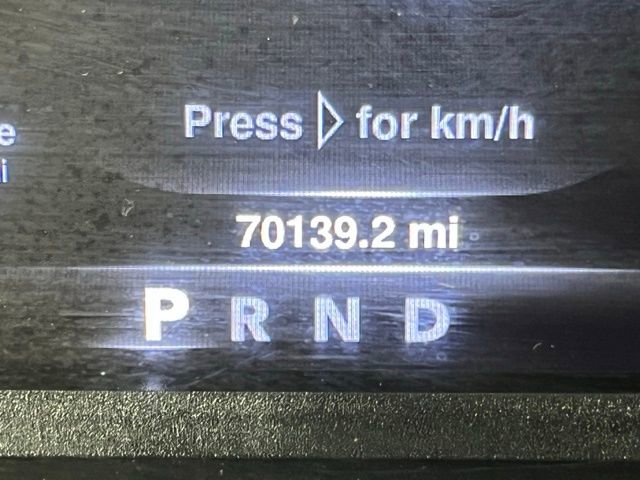 Press ▷ for km/h
e
i
70139.2 mi
P R N D